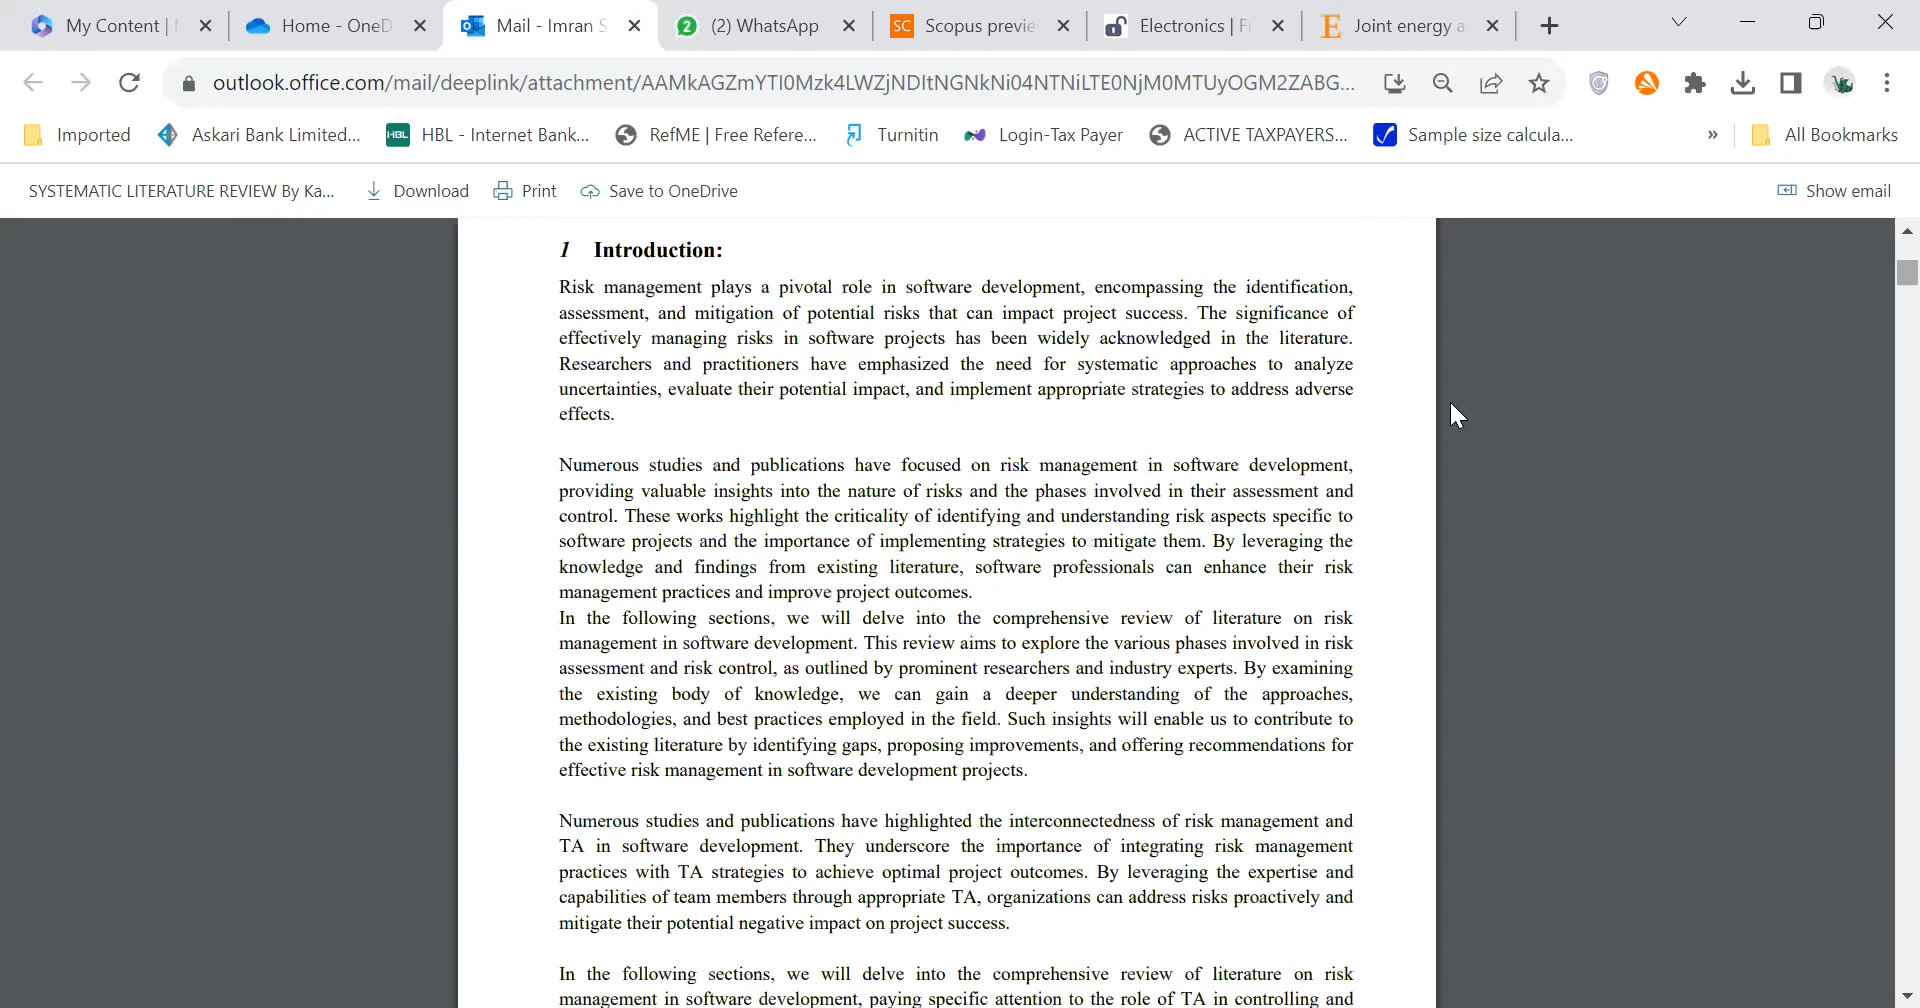 My Content |
Home - OneD
Mail - Imran S
(2) WhatsApp
Scopus previe
Electronics | F
Joint energy a
outlook.office.com/mail/deeplink/attachment/AAMkAGZmYTI0Mzk4LWZjNDItNGNkNi04NTNiLTE0NjM0MTUyOGM2ZABG...
Imported
Askari Bank Limited...
HBL - Internet Bank...
RefME | Free Refere...
Turnitin
Login-Tax Payer
ACTIVE TAXPAYERS...
Sample size calcula...
»
All Bookmarks
SYSTEMATIC LITERATURE REVIEW By Ka...
Download
Print
Save to OneDrive
Show email
1 Introduction:
Risk management plays a pivotal role in software development, encompassing the identification,
assessment, and mitigation of potential risks that can impact project success. The significance of
effectively managing risks in software projects has been widely acknowledged in the literature.
Researchers and practitioners have emphasized the need for systematic approaches to analyze
uncertainties, evaluate their potential impact, and implement appropriate strategies to address adverse
effects.
Numerous studies and publications have focused on risk management in software development,
providing valuable insights into the nature of risks and the phases involved in their assessment and
control. These works highlight the criticality of identifying and understanding risk aspects specific to
software projects and the importance of implementing strategies to mitigate them. By leveraging the
knowledge and findings from existing literature, software professionals can enhance their risk
management practices and improve project outcomes.
In the following sections, we will delve into the comprehensive review of literature on risk
management in software development. This review aims to explore the various phases involved in risk
assessment and risk control, as outlined by prominent researchers and industry experts. By examining
the existing body of knowledge, we can gain a deeper understanding of the approaches,
methodologies, and best practices employed in the field. Such insights will enable us to contribute to
the existing literature by identifying gaps, proposing improvements, and offering recommendations for
effective risk management in software development projects.
Numerous studies and publications have highlighted the interconnectedness of risk management and
TA in software development. They underscore the importance of integrating risk management
practices with TA strategies to achieve optimal project outcomes. By leveraging the expertise and
capabilities of team members through appropriate TA, organizations can address risks proactively and
mitigate their potential negative impact on project success.
In the following sections, we will delve into the comprehensive review of literature on risk
management in software development, paying specific attention to the role of TA in controlling and